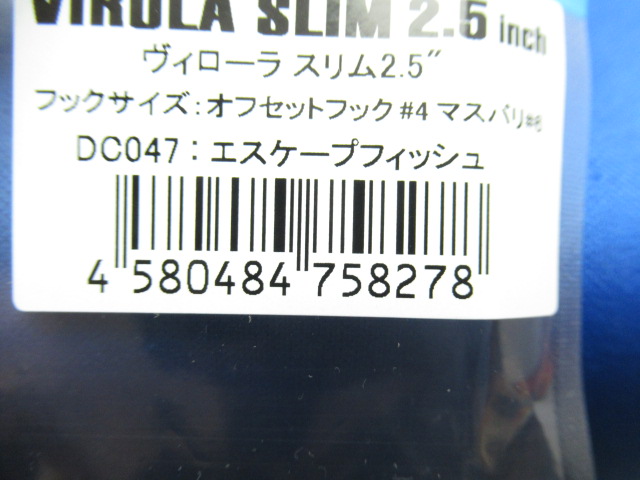 VIROLA SLIM 2.5 inch
ヴィローラ スリム2.5"
フックサイズ:オフセットフック #4 マスバリ#6
DC047:エスケープフィッシュ
4 580484 758278